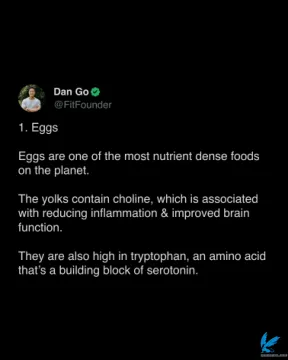 Dan Go
@FitFounder
1. Eggs
Eggs are one of the most nutrient dense foods
on the planet.
The yolks contain choline, which is associated
with reducing inflammation & improved brain
function.
They are also high in tryptophan, an amino acid
that's a building block of serotonin.